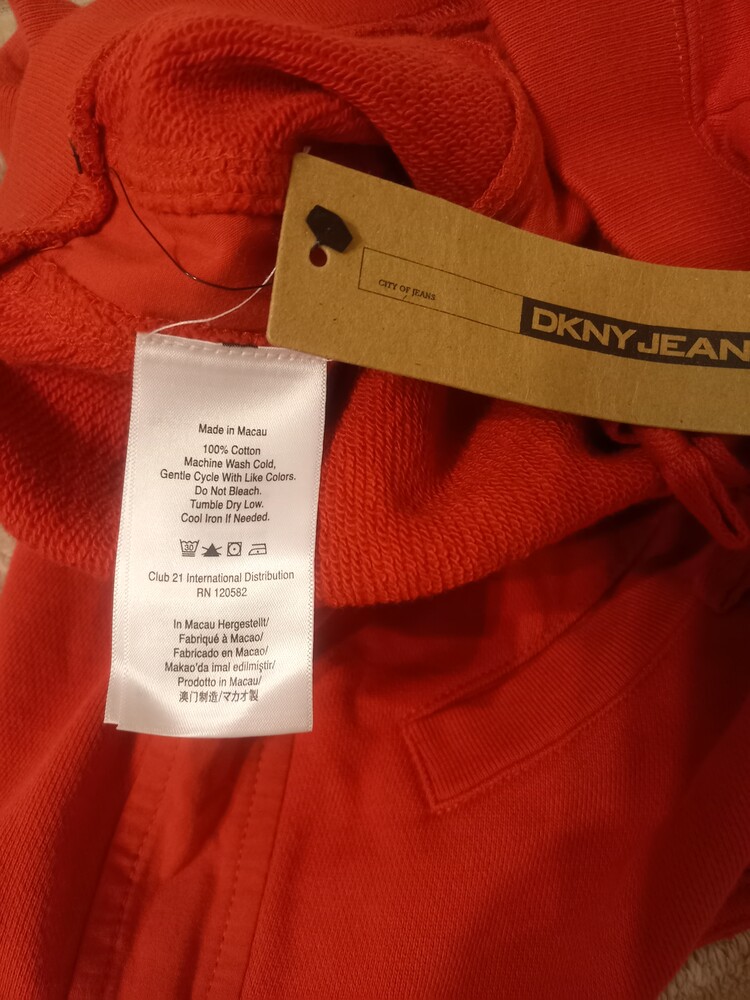 CITY OF JEANS
DKNY JEAN
Made in Macau
100% Cotton
Machine Wash Cold,
Gentle Cycle With Like Colors.
Do Not Bleach.
Tumble Dry Low.
Cool Iron If Needed.
30
Club 21 International Distribution
RN 120582
In Macau Hergestellt/
Fabriqué à Macao/
Fabricado en Macao/
Makao'da imal edilmiştir/
Prodotto in Macau/
澳门制造/マカオ製